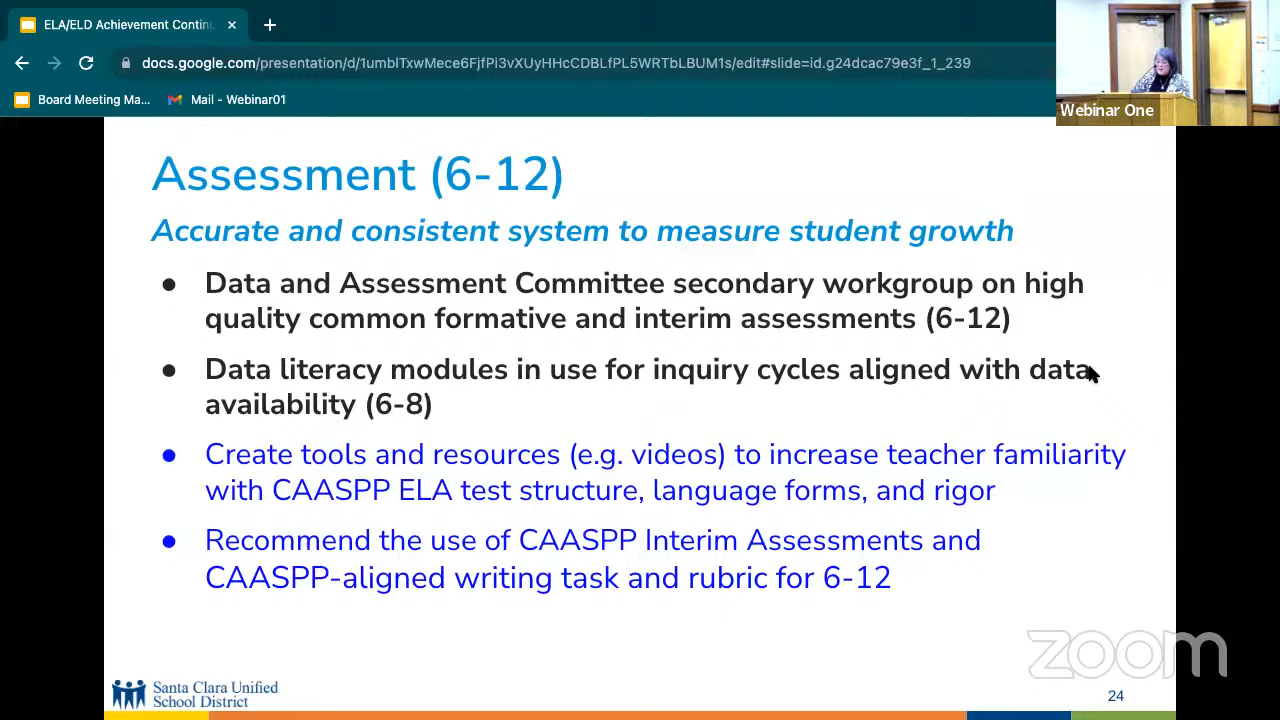 ELA/ELD Achievement Contin
docs.google.com/presentation/d/1umbITxwMece6FjfPi3vXUyHHcCDBLfPL5WRTbLBUM1s/edit#slide=id.g24dcac79e3f_1_239
Board Meeting Ma...
Mail - Webinar01
Webinar One
Assessment (6-12)
Accurate and consistent system to measure student growth
● Data and Assessment Committee secondary workgroup on high
quality common formative and interim assessments (6-12)
● Data literacy modules in use for inquiry cycles aligned with data
availability (6-8)
● Create tools and resources (e.g. videos) to increase teacher familiarity
with CAASPP ELA test structure, language forms, and rigor
● Recommend the use of CAASPP Interim Assessments and
CAASPP-aligned writing task and rubric for 6-12
zoom
Santa Clara Unified
School District
24